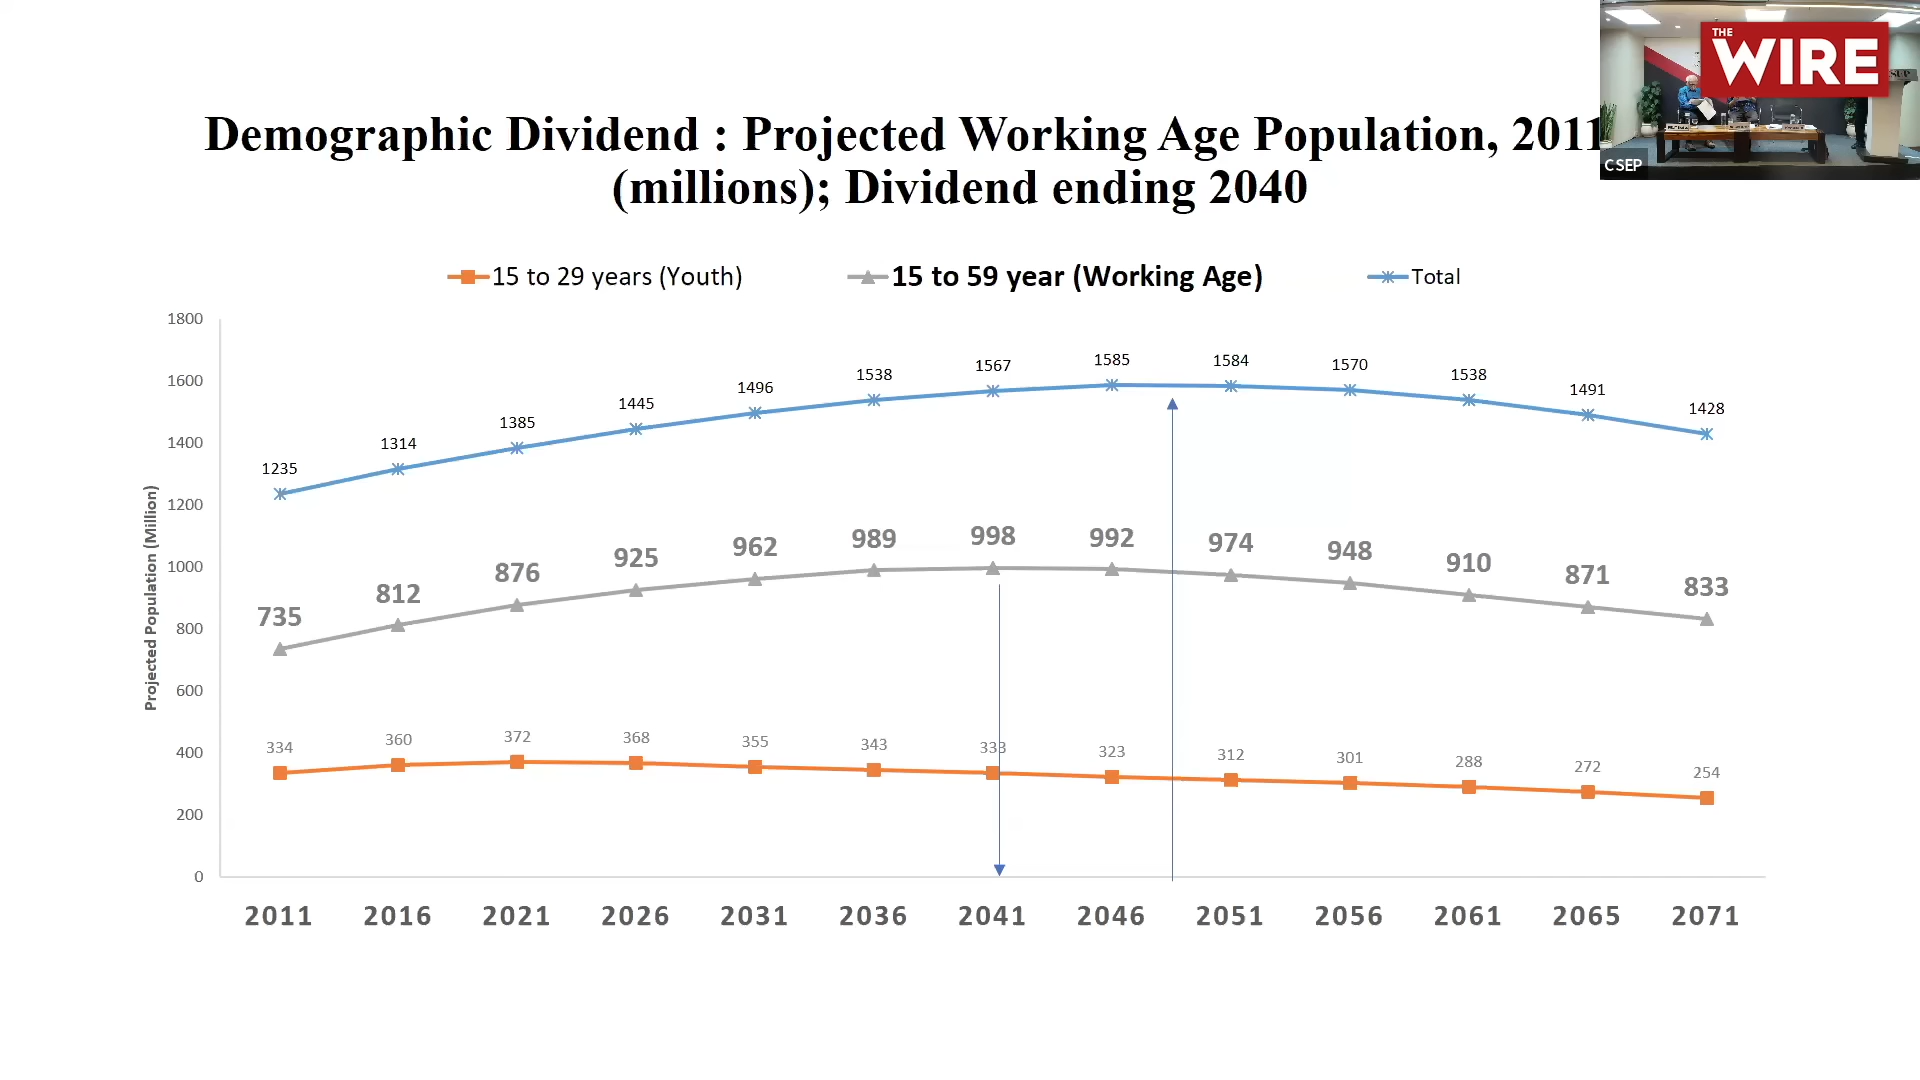 THE
WIRE
CSEP
Demographic Dividend : Projected Working Age Population, 2011
(millions); Dividend ending 2040
15 to 29 years (Youth)
15 to 59 year (Working Age)
Total
Projected Population (Million)
1800
1600
1400
1200
1000
800
600
400
200
0
1235 1314 1385 1445 1496 1538 1567 1585 1584 1570 1538 1491 1428
735 812 876 925 962 989 998 992 974 948 910 871 833
334 360 372 368 355 343 333 323 312 301 288 272 254
2011 2016 2021 2026 2031 2036 2041 2046 2051 2056 2061 2065 2071